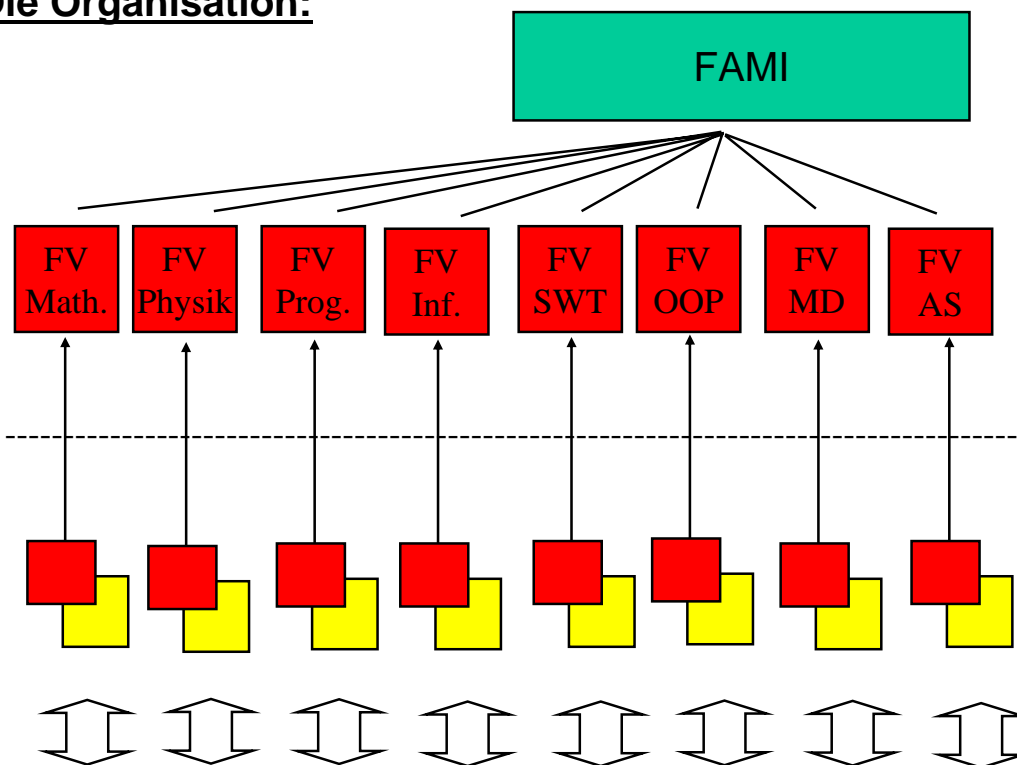 Die Organisation:
FAMI
FV
Math.
FV
Physik
FV
Prog.
FV
Inf.
FV
SWT
FV
OOP
FV
MD
FV
AS